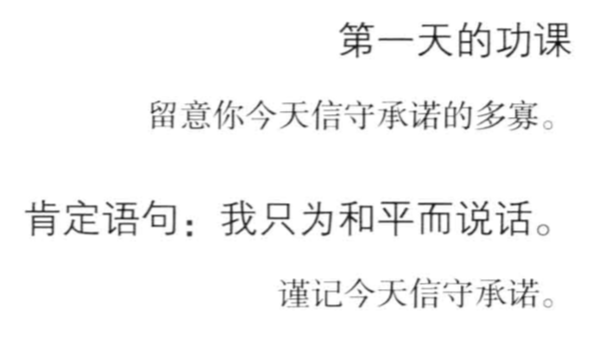 第一天的功课
留意你今天信守承诺的多寡。
肯定语句：我只为和平而说话。
谨记今天信守承诺。